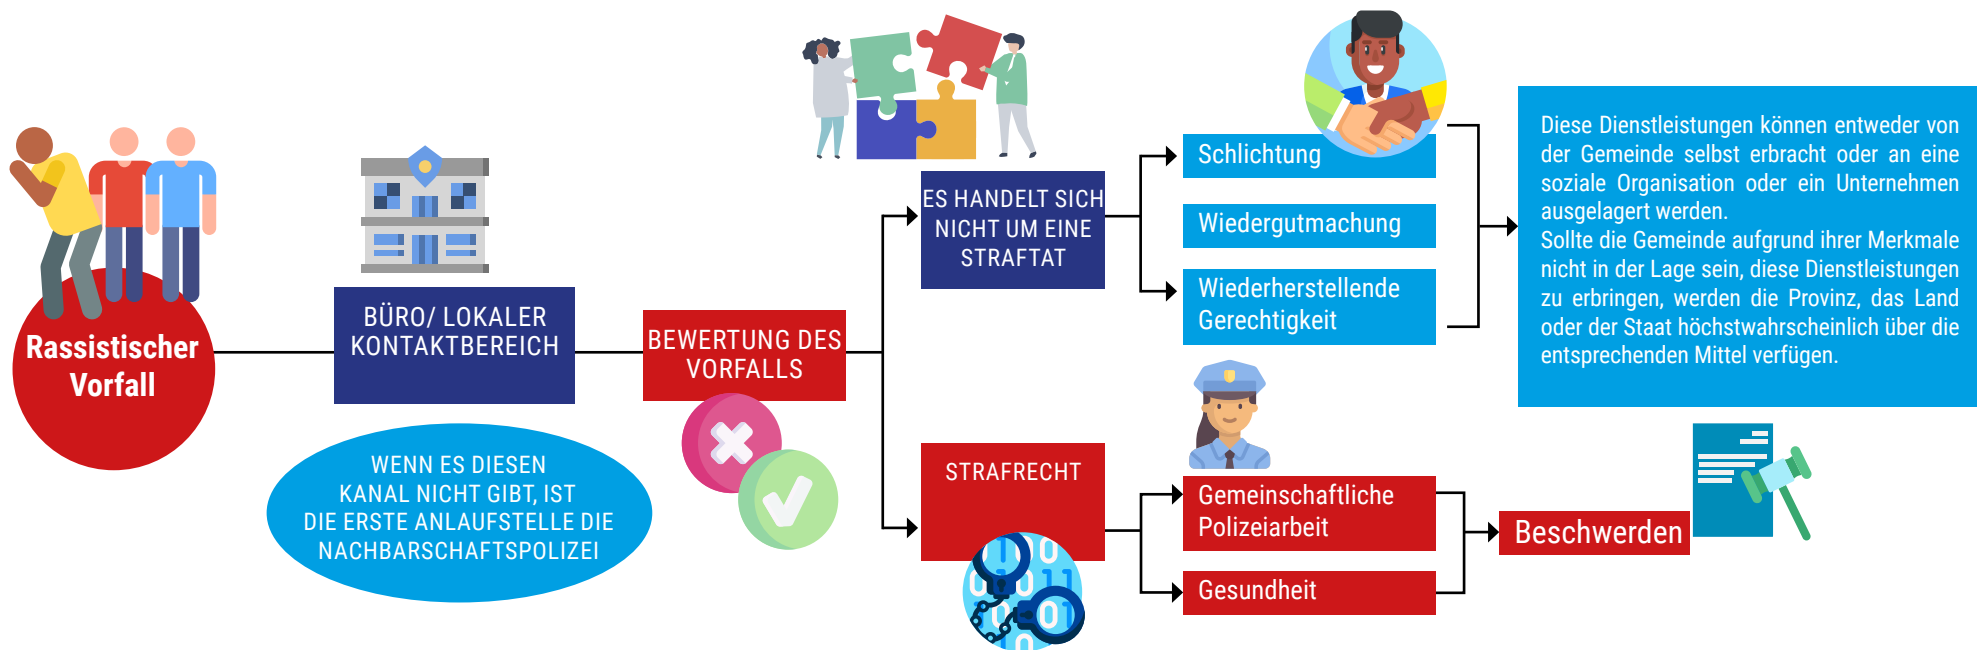 Rassistischer
Vorfall
BÜRO/ LOKALER
KONTAKTBEREICH
WENN ES DIESEN
KANAL NICHT GIBT, IST
DIE ERSTE ANLAUFSTELLE DIE
NACHBARSCHAFTSPOLIZEI
BEWERTUNG DES
VORFALLS
ES HANDELT SICH
NICHT UM EINE
STRAFTAT
Schlichtung
Wiedergutmachung
Wiederherstellende
Gerechtigkeit
Diese Dienstleistungen können entweder von
der Gemeinde selbst erbracht oder an eine
soziale Organisation oder ein Unternehmen
ausgelagert werden.
Sollte die Gemeinde aufgrund ihrer Merkmale
nicht in der Lage sein, diese Dienstleistungen
zu erbringen, werden die Provinz, das Land
oder der Staat höchstwahrscheinlich über die
entsprechenden Mittel verfügen.
STRAFRECHT
Gemeinschaftliche
Polizeiarbeit
Gesundheit
Beschwerden